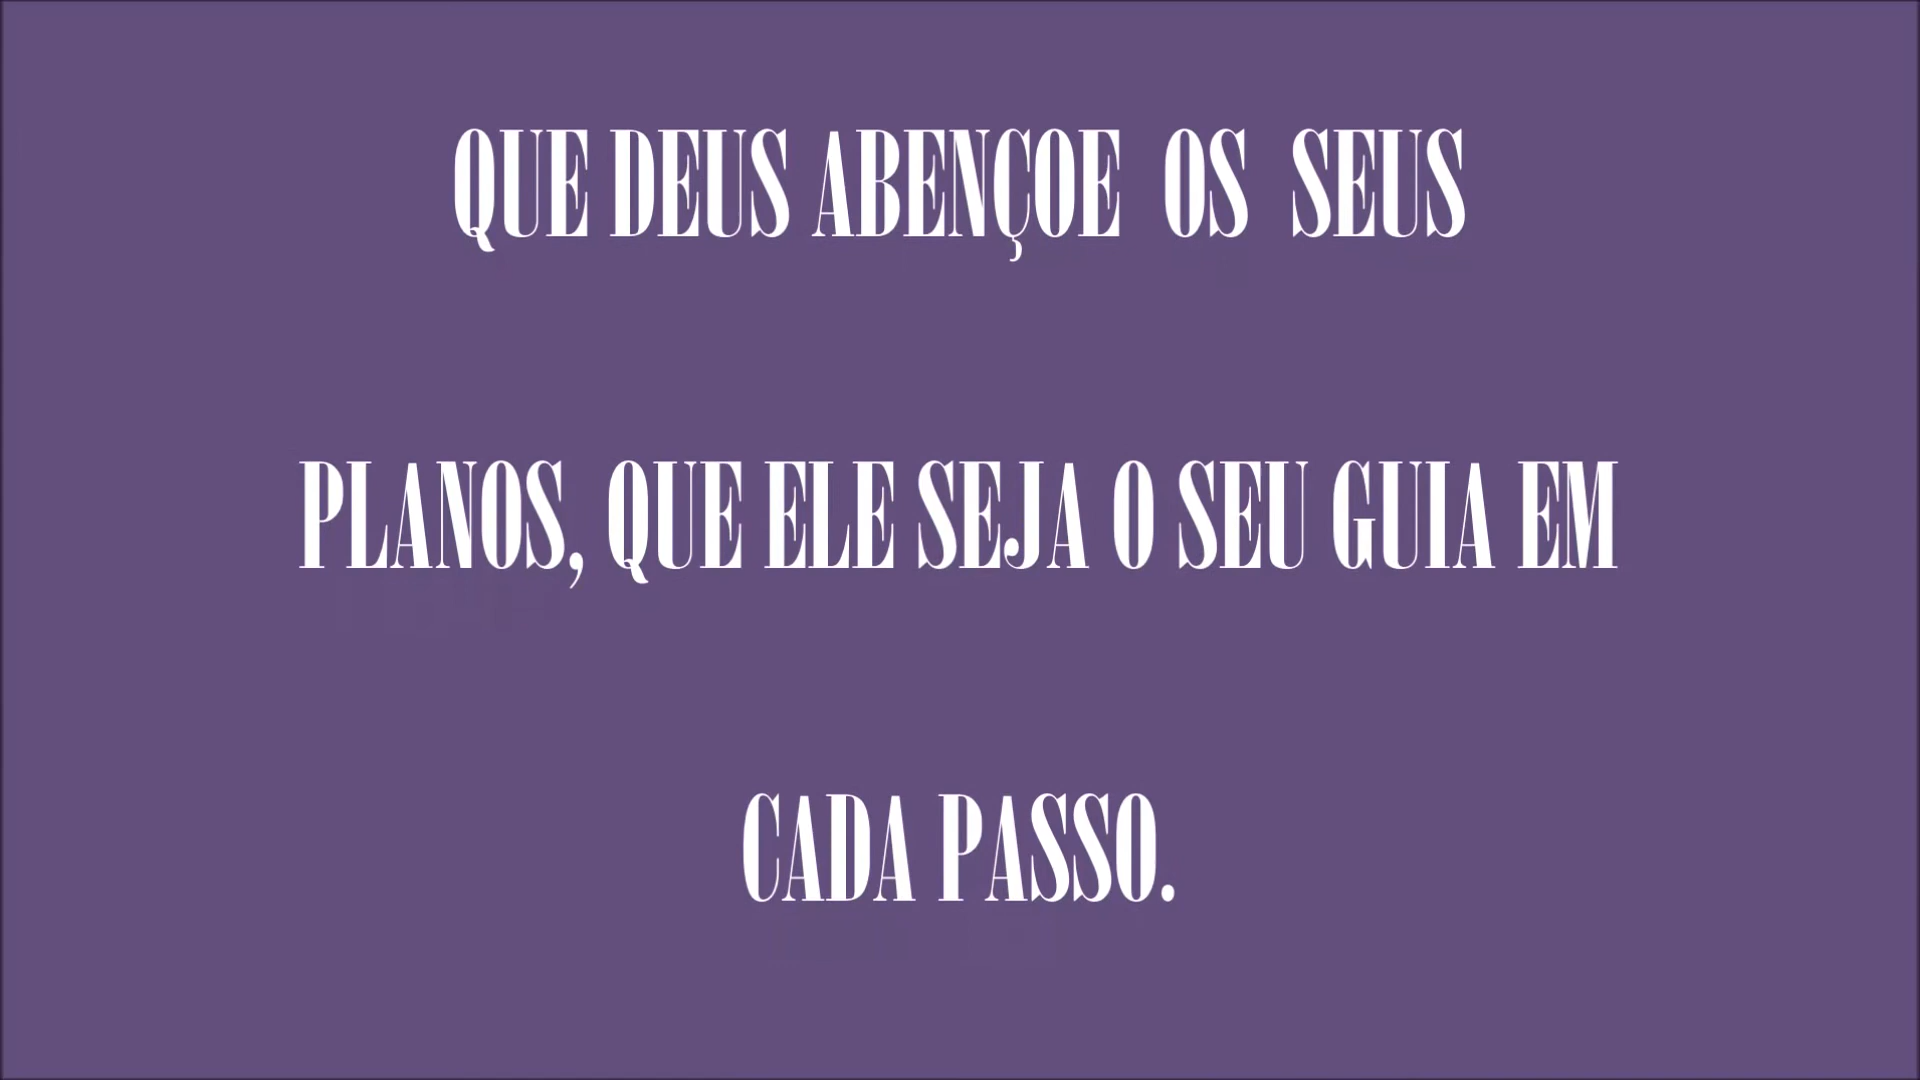 QUE DEUS ABENÇOE OS SEUS
PLANOS, QUE ELE SEJA O SEU GUIA EM
CADA PASSO.